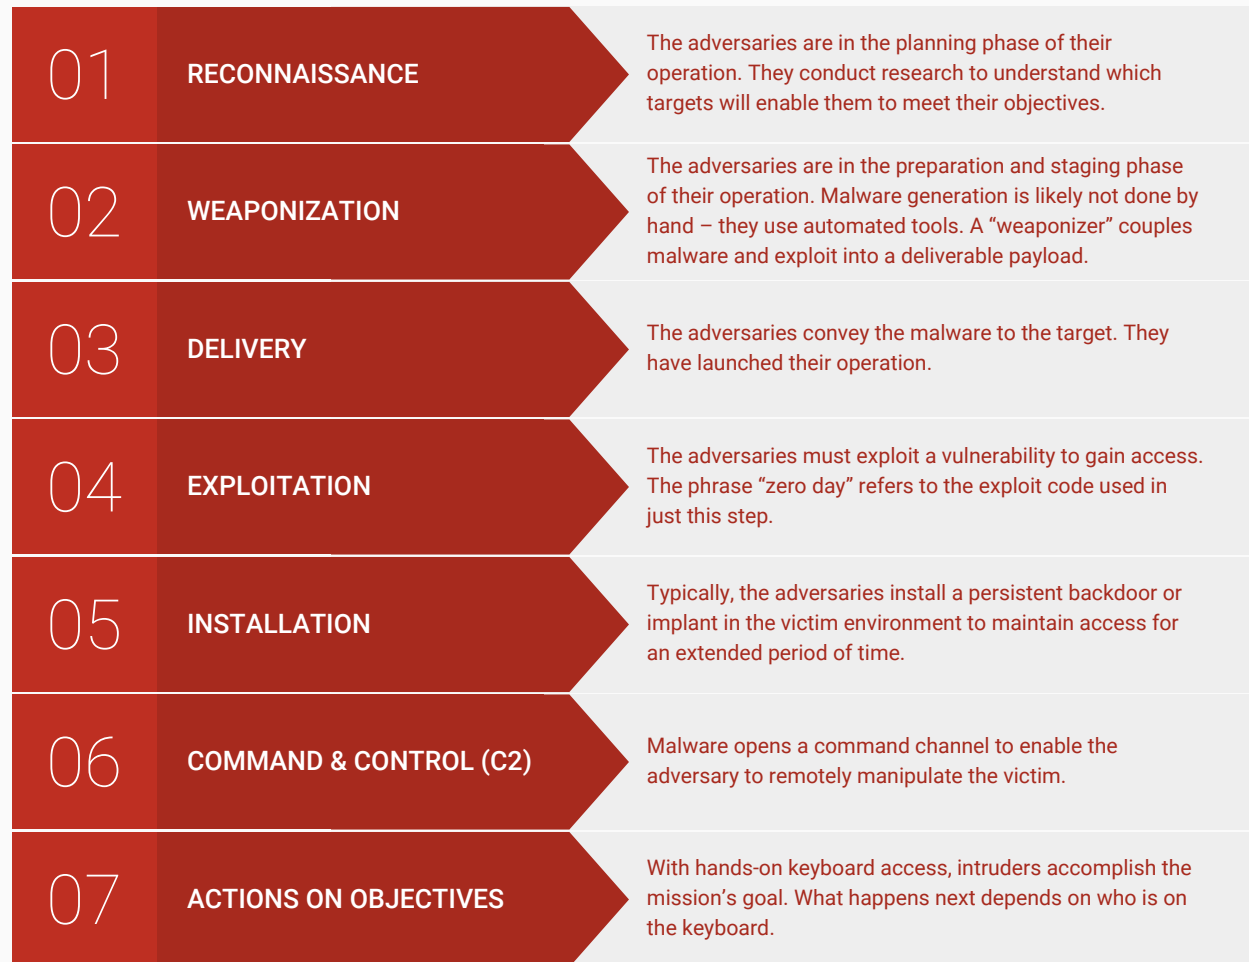 01
RECONNAISSANCE
The adversaries are in the planning phase of their
operation. They conduct research to understand which
targets will enable them to meet their objectives.
02
WEAPONIZATION
The adversaries are in the preparation and staging phase
of their operation. Malware generation is likely not done by
hand – they use automated tools. A “weaponizer” couples
malware and exploit into a deliverable payload.
03
DELIVERY
The adversaries convey the malware to the target. They
have launched their operation.
04
EXPLOITATION
The adversaries must exploit a vulnerability to gain access.
The phrase “zero day” refers to the exploit code used in
just this step.
05
INSTALLATION
Typically, the adversaries install a persistent backdoor or
implant in the victim environment to maintain access for
an extended period of time.
06
COMMAND & CONTROL (C2)
Malware opens a command channel to enable the
adversary to remotely manipulate the victim.
07
ACTIONS ON OBJECTIVES
With hands-on keyboard access, intruders accomplish the
mission’s goal. What happens next depends on who is on
the keyboard.